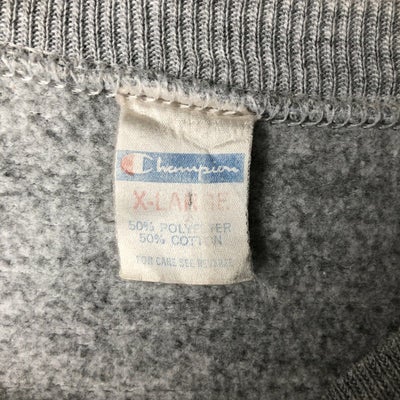 Champion
X-LARGE
50% POLYESTER
50% COTTON
FOR CARE SEE REVERSE